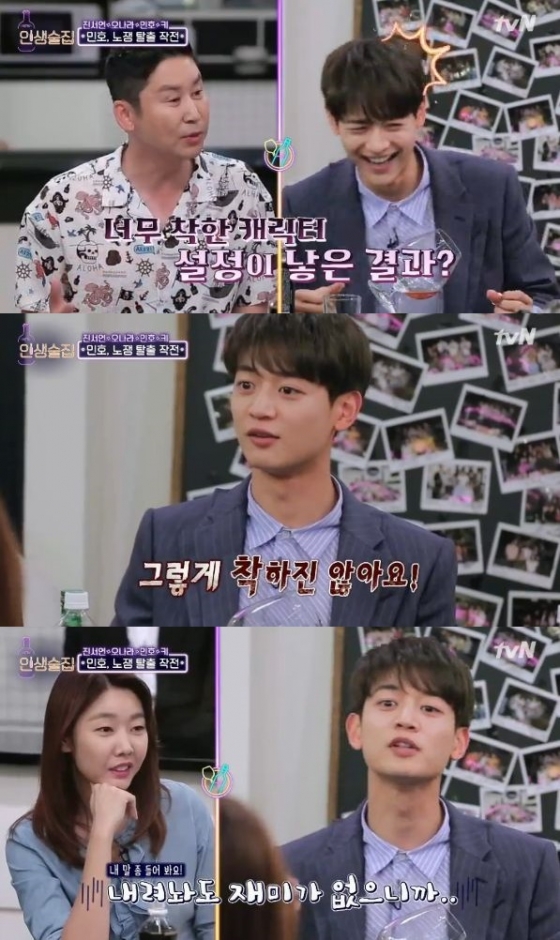 인생술집
진서연×오나라×민호×키
•민호, 노잼 탈출 작전•
tvN
너무 착한 캐릭터
설정이 낳은 결과?
인생술집
진서연×오나라×민호×키
•민호, 노잼 탈출 작전•
tvN
그렇게 착하진 않아요!
인생술집
진서연×오나라×민호×키
•민호, 노잼 탈출 작전•
tvN
내 말 좀 들어 봐요!
내려놔도 재미가 없으니까..